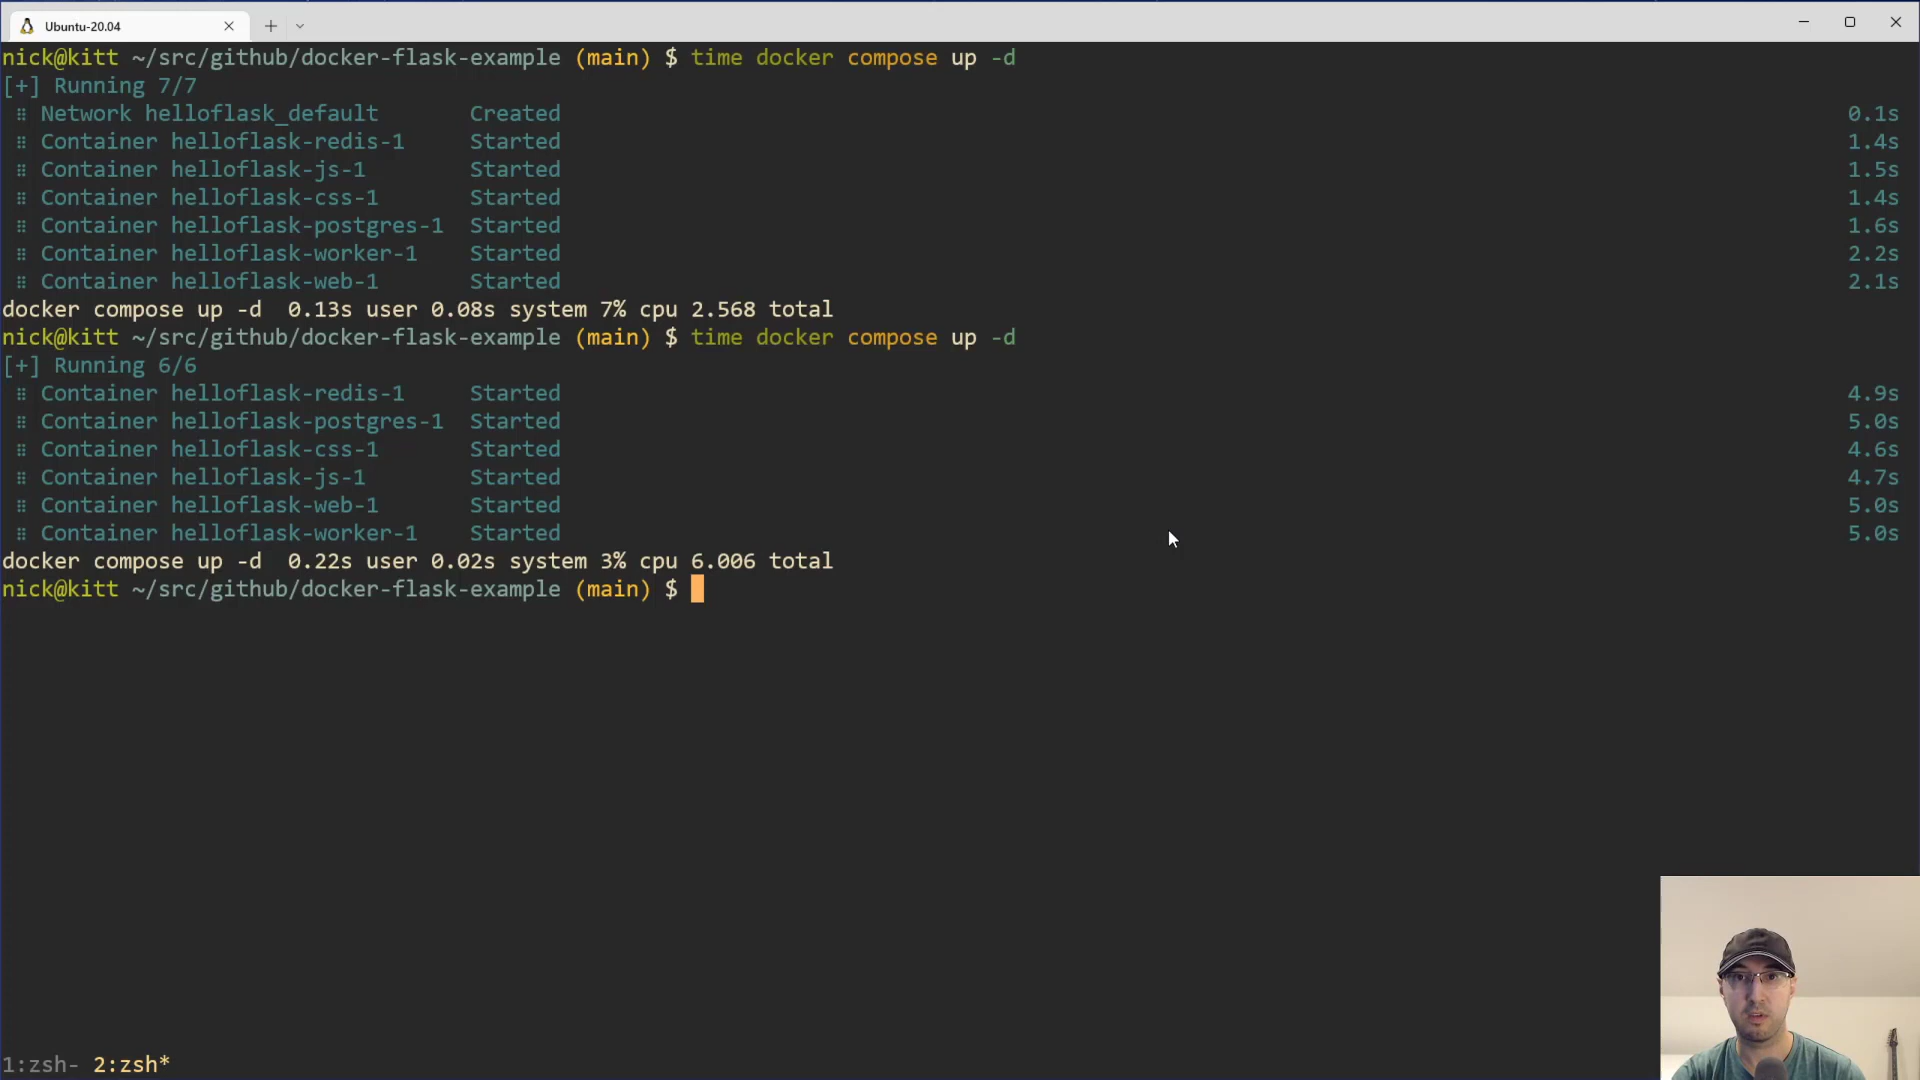 Ubuntu-20.04
nick@kitt ~/src/github/docker-flask-example (main) $ time docker compose up -d
[+] Running 7/7
⠿ Network helloflask_default Created 0.1s
⠿ Container helloflask-redis-1 Started 1.4s
⠿ Container helloflask-js-1 Started 1.5s
⠿ Container helloflask-css-1 Started 1.4s
⠿ Container helloflask-postgres-1 Started 1.6s
⠿ Container helloflask-worker-1 Started 2.2s
⠿ Container helloflask-web-1 Started 2.1s
docker compose up -d 0.13s user 0.08s system 7% cpu 2.568 total
nick@kitt ~/src/github/docker-flask-example (main) $ time docker compose up -d
[+] Running 6/6
⠿ Container helloflask-redis-1 Started 4.9s
⠿ Container helloflask-postgres-1 Started 5.0s
⠿ Container helloflask-css-1 Started 4.6s
⠿ Container helloflask-js-1 Started 4.7s
⠿ Container helloflask-web-1 Started 5.0s
⠿ Container helloflask-worker-1 Started 5.0s
docker compose up -d 0.22s user 0.02s system 3% cpu 6.006 total
nick@kitt ~/src/github/docker-flask-example (main) $
1:zsh- 2:zsh*